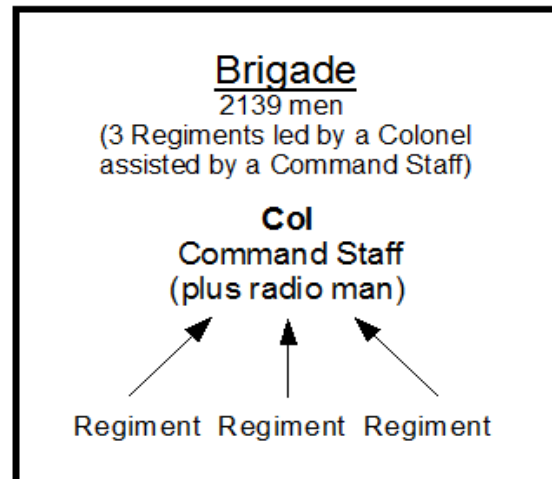 Brigade
2139 men
(3 Regiments led by a Colonel
assisted by a Command Staff)
Col
Command Staff
(plus radio man)
Regiment Regiment Regiment